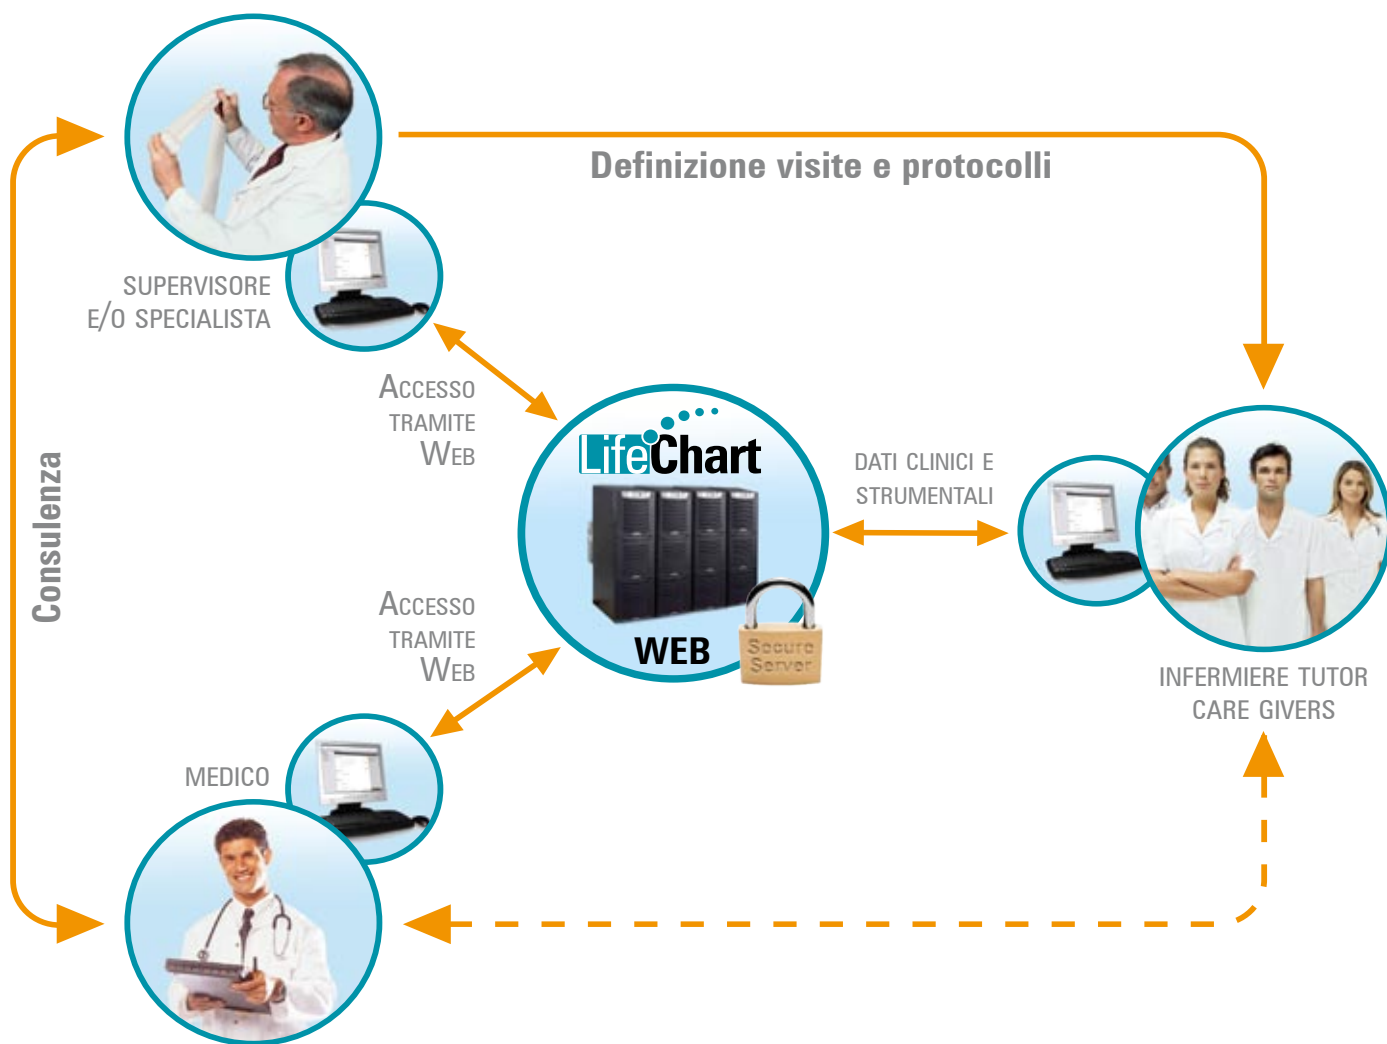 Definizione visite e protocolli
SUPERVISORE
E/O SPECIALISTA
ACCESSO
TRAMITE
WEB
Consulenza
LifeChart
WEB
Secure
Server
DATI CLINICI E
STRUMENTALI
INFERMIERE TUTOR
CARE GIVERS
ACCESSO
TRAMITE
WEB
MEDICO